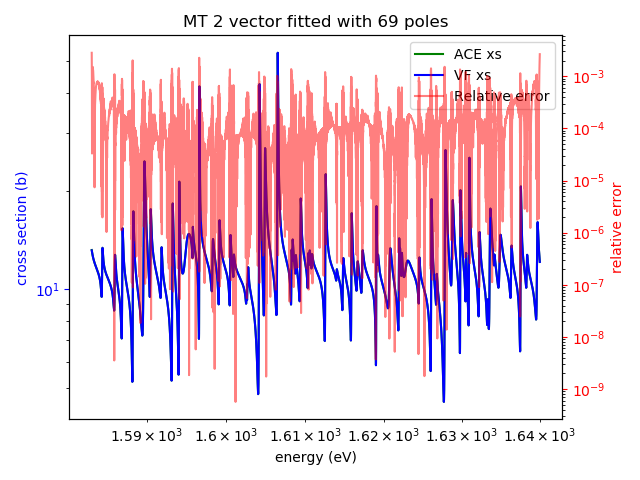 MT 2 vector fitted with 69 poles
ACE xs
VF xs
Relative error
cross section (b)
10¹
10⁻³
10⁻⁴
10⁻⁵
10⁻⁶
10⁻⁷
10⁻⁸
10⁻⁹
relative error
1.59 × 10³ 1.6 × 10³ 1.61 × 10³ 1.62 × 10³ 1.63 × 10³ 1.64 × 10³
energy (eV)